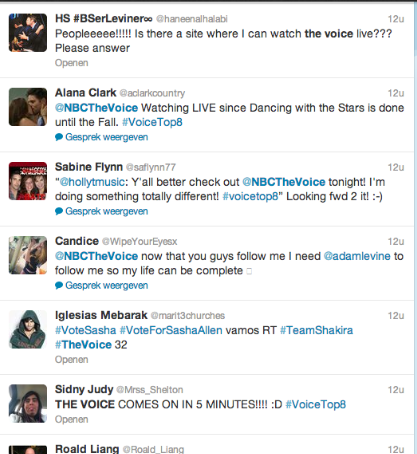 HS #BSerLeviner∞ @haneenalhalabi 12u
Peopleeeee!!!!! Is there a site where I can watch the voice live???
Please answer
Openen
Alana Clark @aclarkcountry 12u
@NBCTheVoice Watching LIVE since Dancing with the Stars is done
until the Fall. #VoiceTop8
Gesprek weergeven
Sabine Flynn @saflynn77 12u
"@hollytmusic: Y'all better check out @NBCTheVoice tonight! I'm
doing something totally different! #voicetop8" Looking fwd 2 it! :-)
Gesprek weergeven
Candice @WipeYourEyesx 12u
@NBCTheVoice now that you guys follow me I need @adamlevine to
follow me so my life can be complete
Gesprek weergeven
Iglesias Mebarak @marit3churches 12u
#VoteSasha #VoteForSashaAllen vamos RT #TeamShakira
#TheVoice 32
Openen
Sidny Judy @Mrss_Shelton 12u
THE VOICE COMES ON IN 5 MINUTES!!!! :D #VoiceTop8
Openen
Roald Liang @Roald_Liang 12u